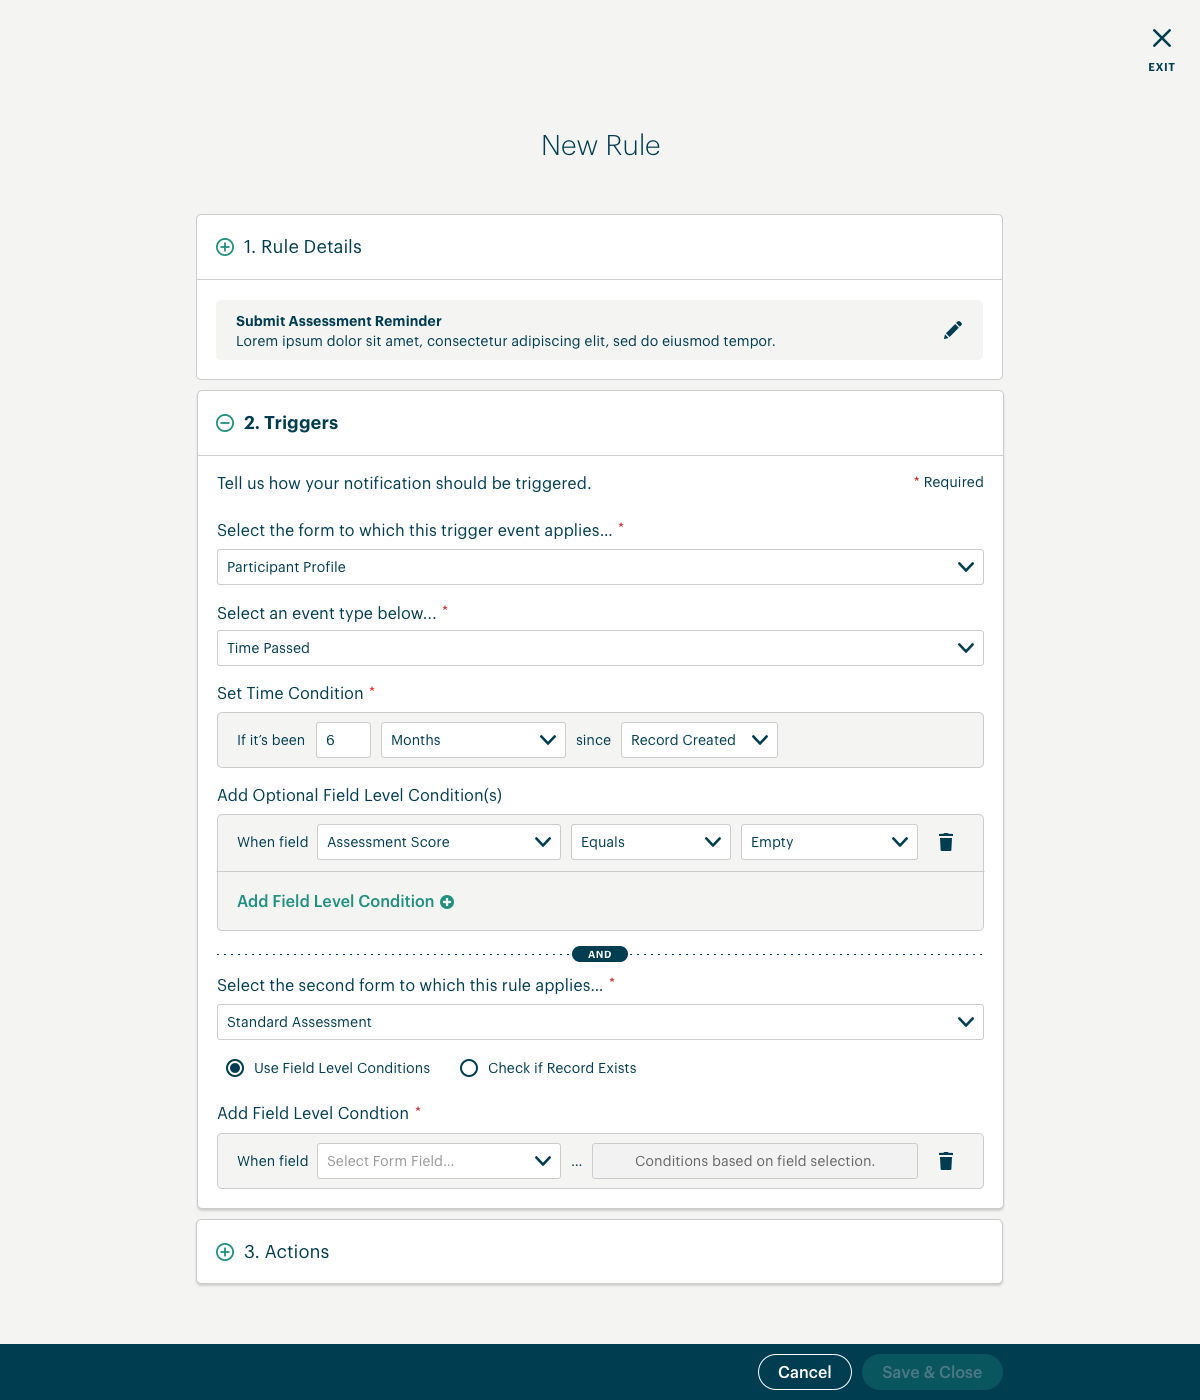 EXIT
New Rule
1. Rule Details
Submit Assessment Reminder
Lorem ipsum dolor sit amet, consectetur adipiscing elit, sed do eiusmod tempor.
2. Triggers
Tell us how your notification should be triggered.
* Required
Select the form to which this trigger event applies... *
Participant Profile
Select an event type below... *
Time Passed
Set Time Condition *
If it's been 6 Months since Record Created
Add Optional Field Level Condition(s)
When field Assessment Score Equals Empty
Add Field Level Condition
AND
Select the second form to which this rule applies... *
Standard Assessment
Use Field Level Conditions Check if Record Exists
Add Field Level Condtion *
When field Select Form Field... ... Conditions based on field selection.
3. Actions
Cancel Save & Close